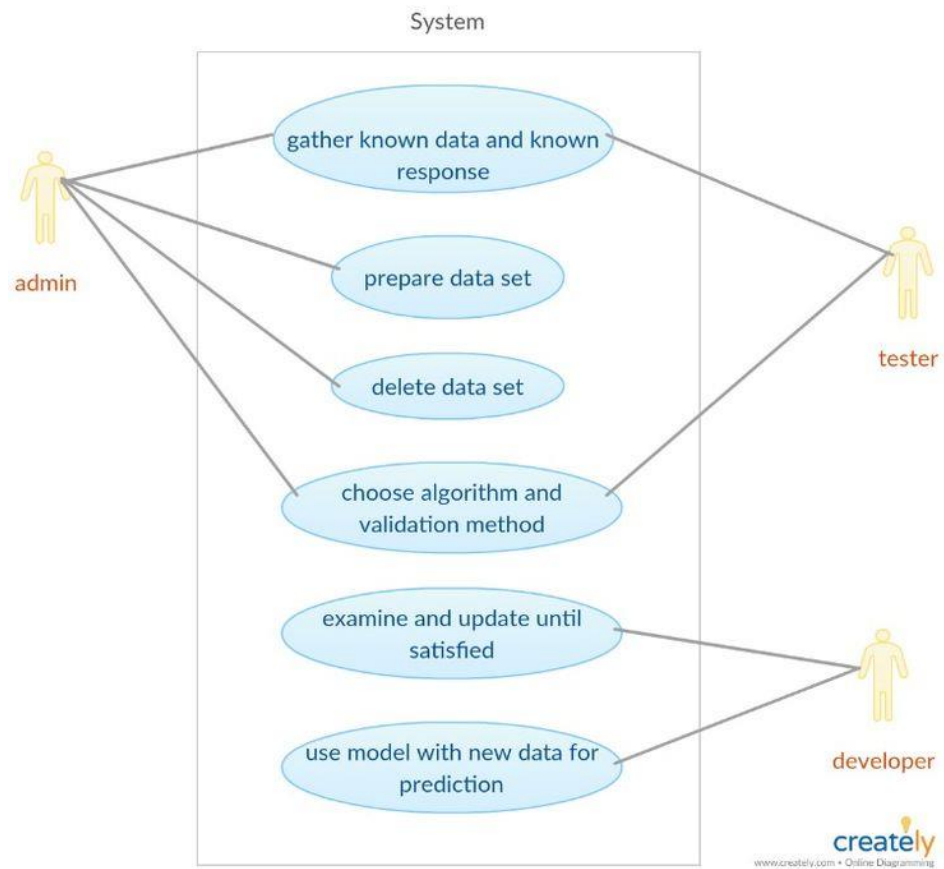 System
gather known data and known
response
admin
prepare data set
tester
delete data set
choose algorithm and
validation method
examine and update until
satisfied
developer
use model with new data for
prediction
creately
www.creately.com • Online Diagramming